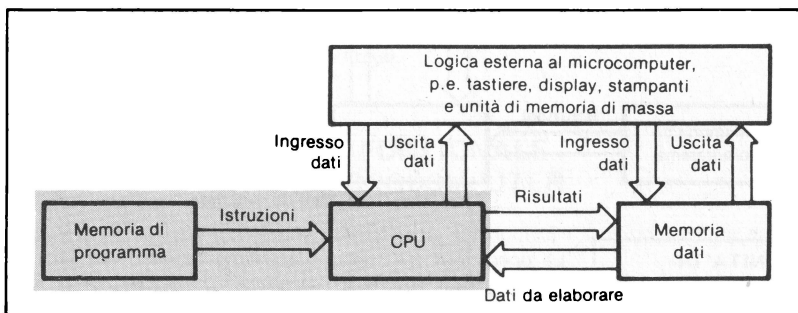 Logica esterna al microcomputer,
p.e. tastiere, display, stampanti
e unità di memoria di massa
Ingresso
dati
Uscita
dati
Ingresso
dati
Uscita
dati
Memoria di
programma
Istruzioni
CPU
Risultati
Memoria
dati
Dati da elaborare